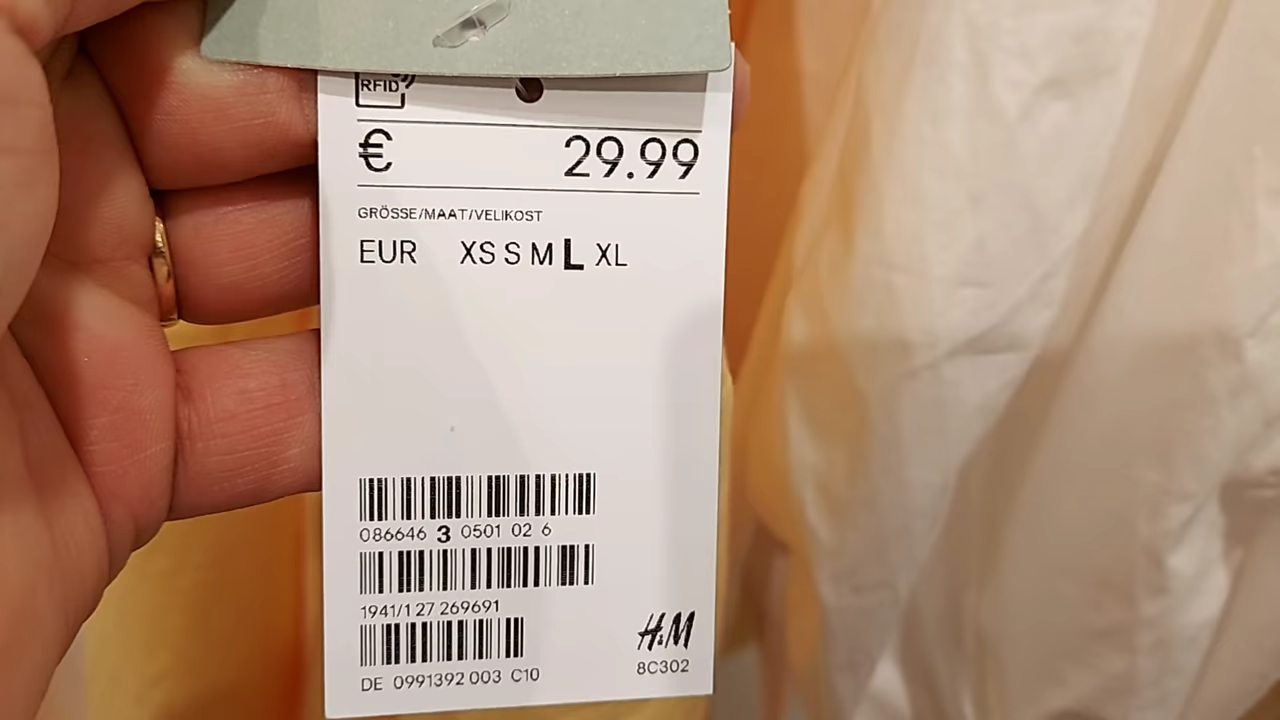 RFID
€ 29.99
GRÖSSE/MAAT/VELIKOST
EUR XS S M L XL
086646 3 0501 02 6
1941/1 27 269691
H&M
DE 0991392 003 C10
8C302